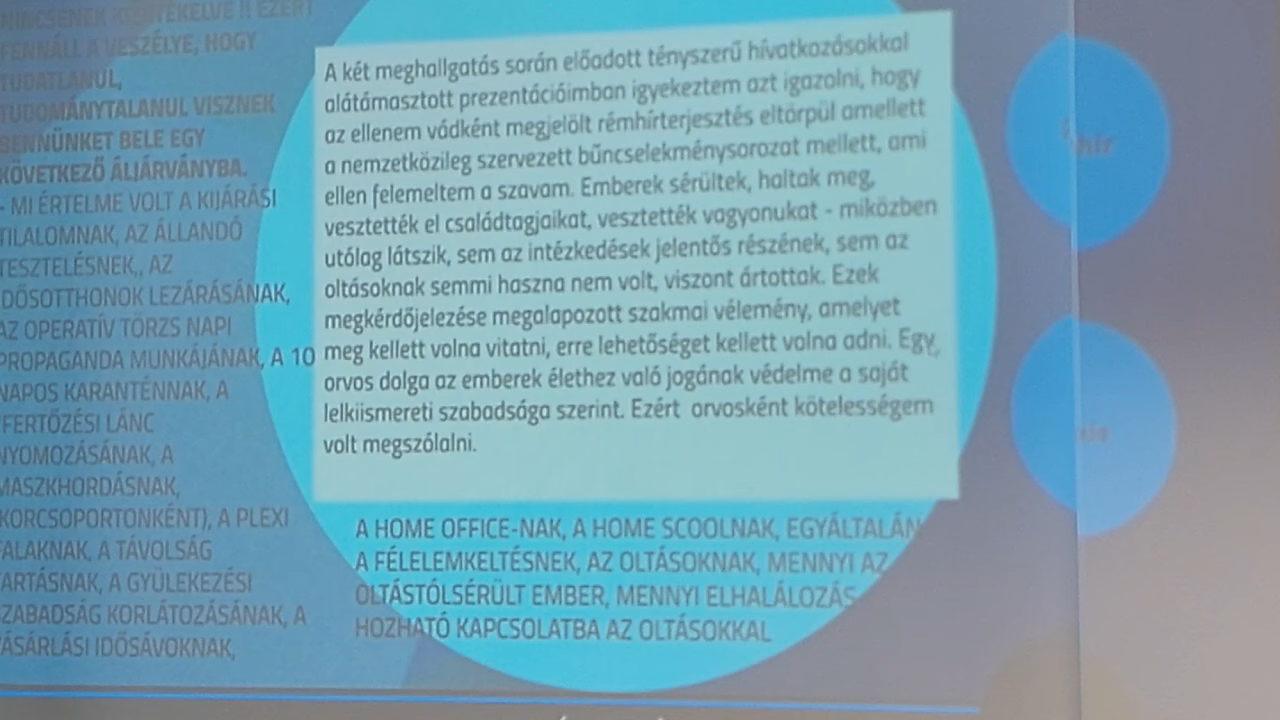 NINCSENEK KIÉRTÉKELVE !! EZÉRT
FENNÁLL A VESZÉLYE, HOGY
TUDATLANUL,
TUDOMÁNYTALANUL VISZNEK
BENNÜNKET BELE EGY
KÖVETKEZŐ ÁLJÁRVÁNYBA.
- MI ÉRTELME VOLT A KIJÁRÁSI
TILALOMNAK, AZ ÁLLANDÓ
TESZTELÉSNEK,, AZ
IDŐSOTTHONOK LEZÁRÁSÁNAK,
AZ OPERATÍV TÖRZS NAPI
PROPAGANDA MUNKÁJÁNAK, A 10
NAPOS KARANTÉNNAK, A
FERTŐZÉSI LÁNC
NYOMOZÁSÁNAK, A
MASZKHORDÁSNAK,
KORCSOPORTONKÉNT), A PLEXI
FALAKNAK, A TÁVOLSÁG
TARTÁSNAK, A GYÜLEKEZÉSI
SZABADSÁG KORLÁTOZÁSÁNAK, A
VÁSÁRLÁSI IDŐSÁVOKNAK,
A két meghallgatás során előadott tényszerű hívatkozásokkal
alátámasztott prezentációimban igyekeztem azt igazolni, hogy
az ellenem vádként megjelölt rémhírterjesztés eltörpül amellett
a nemzetközileg szervezett bűncselekménysorozat mellett, ami
ellen felemeltem a szavam. Emberek sérültek, haltak meg,
vesztették el családtagjaikat, vesztették vagyonukat - miközben
utólag látszik, sem az intézkedések jelentős részének, sem az
oltásoknak semmi haszna nem volt, viszont ártottak. Ezek
megkérdőjelezése megalapozott szakmai vélemény, amelyet
meg kellett volna vitatni, erre lehetőséget kellett volna adni. Egy
orvos dolga az emberek élethez való jogának védelme a saját
lelkiismereti szabadsága szerint. Ezért orvosként kötelességem
volt megszólalni.
A HOME OFFICE-NAK, A HOME SCOOLNAK, EGYÁLTALÁN
A FÉLELEMKELTÉSNEK, AZ OLTÁSOKNAK, MENNYI AZ
OLTÁSTÓLSÉRÜLT EMBER, MENNYI ELHALÁLOZÁS
HOZHATÓ KAPCSOLATBA AZ OLTÁSOKKAL